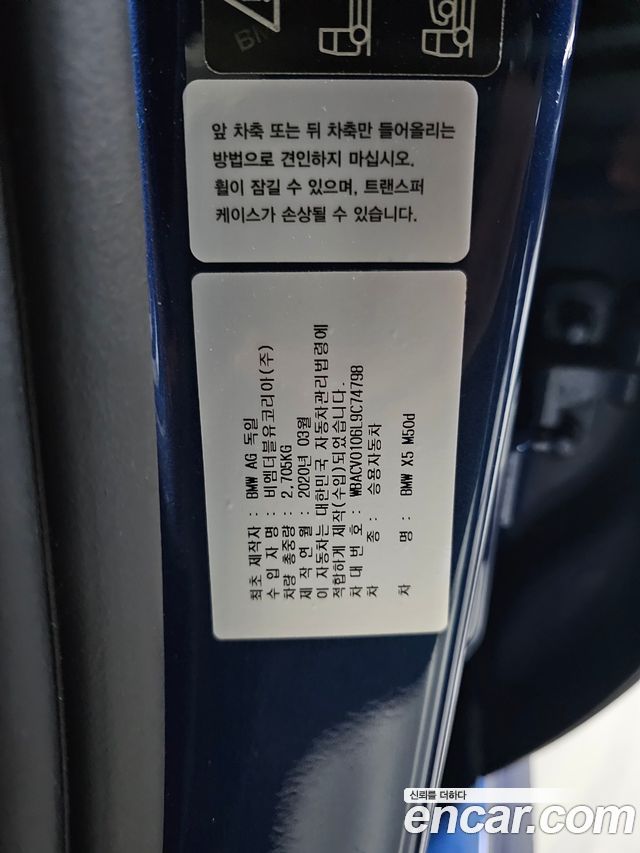 앞 차축 또는 뒤 차축만 들어올리는
방법으로 견인하지 마십시오.
휠이 잠길 수 있으며, 트랜스퍼
케이스가 손상될 수 있습니다.
최초 제작자 : BMW AG 독일
수 입 자 명 : 비엠더블유코리아(주)
차량 총중량 : 2,705KG
제 작 연 월 : 2020년 03월
이 자동차는 대한민국 자동차관리법령에
적합하게 제작(수입)되었습니다.
차 대 번 호 : WBACV0106L9C74798
차 종 : 승용자동차
차 명 : BMW X5 M50d
신뢰를 더하다
encar.com